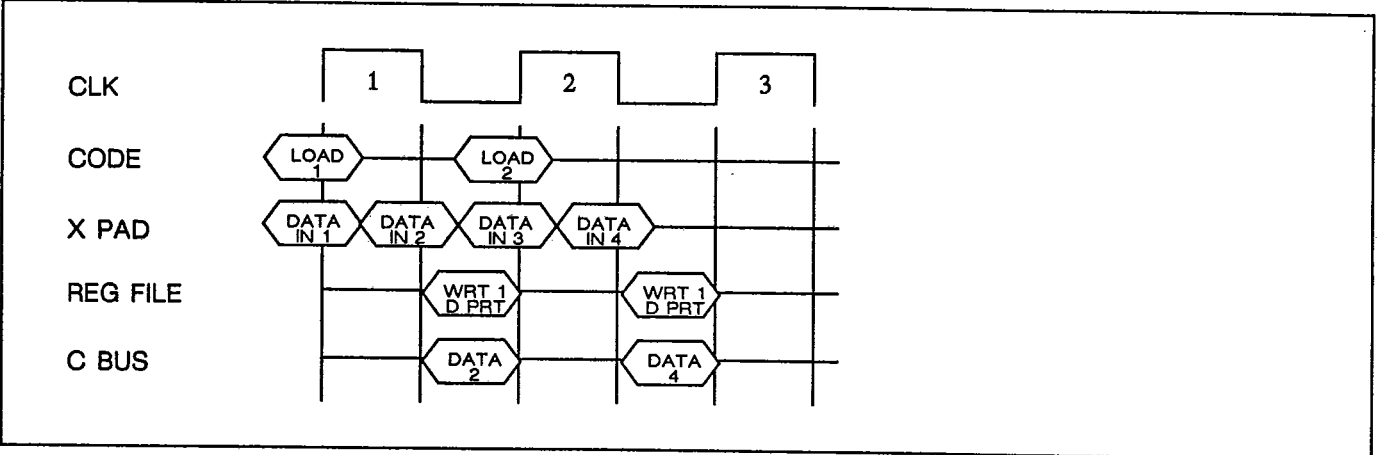 CLK 1 2 3
CODE LOAD 1 LOAD 2
X PAD DATA IN 1 DATA IN 2 DATA IN 3 DATA IN 4
REG FILE WRT 1 D PRT WRT 1 D PRT
C BUS DATA 2 DATA 4